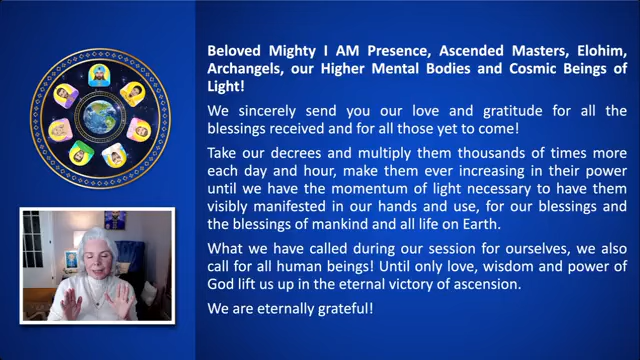 Beloved Mighty I AM Presence, Ascended Masters, Elohim,
Archangels, our Higher Mental Bodies and Cosmic Beings of
Light!
We sincerely send you our love and gratitude for all the
blessings received and for all those yet to come!
Take our decrees and multiply them thousands of times more
each day and hour, make them ever increasing in their power
until we have the momentum of light necessary to have them
visibly manifested in our hands and use, for our blessings and
the blessings of mankind and all life on Earth.
What we have called during our session for ourselves, we also
call for all human beings! Until only love, wisdom and power of
God lift us up in the eternal victory of ascension.
We are eternally grateful!